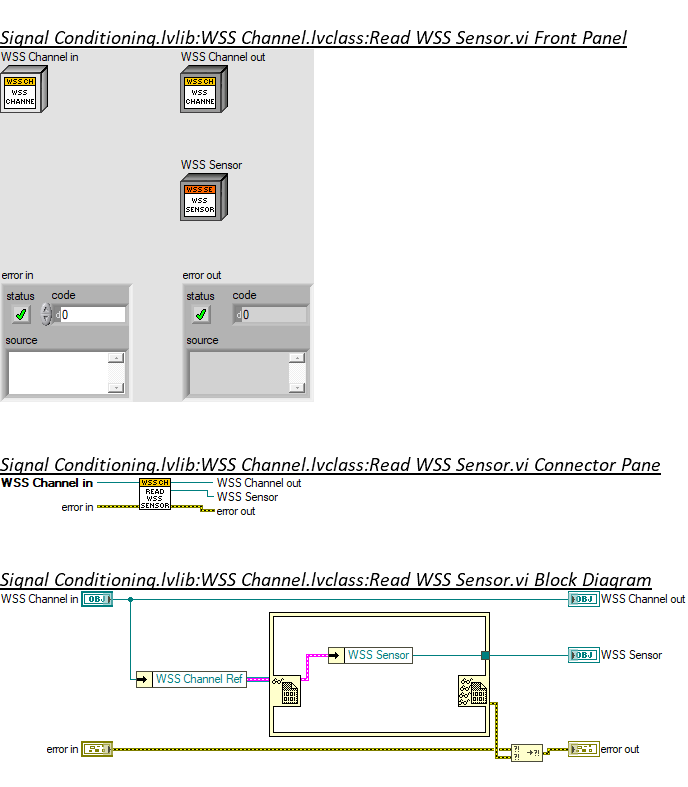 Signal Conditioning.lvlib:WSS Channel.lvclass:Read WSS Sensor.vi Front Panel
WSS Channel in WSS Channel out
WSS CH WSS CH
WSS WSS
CHANNE CHANNE
WSS Sensor
WSS SE
WSS
SENSOR
error in error out
status code status code
d 0 d 0
source source
Signal Conditioning.lvlib:WSS Channel.lvclass:Read WSS Sensor.vi Connector Pane
WSS Channel in WSS CH WSS Channel out
READ
WSS WSS Sensor
error in SENSOR error out
Signal Conditioning.lvlib:WSS Channel.lvclass:Read WSS Sensor.vi Block Diagram
WSS Channel in OBJ OBJ WSS Channel out
WSS Sensor OBJ WSS Sensor
WSS Channel Ref
error in ?! ?! ?! error out